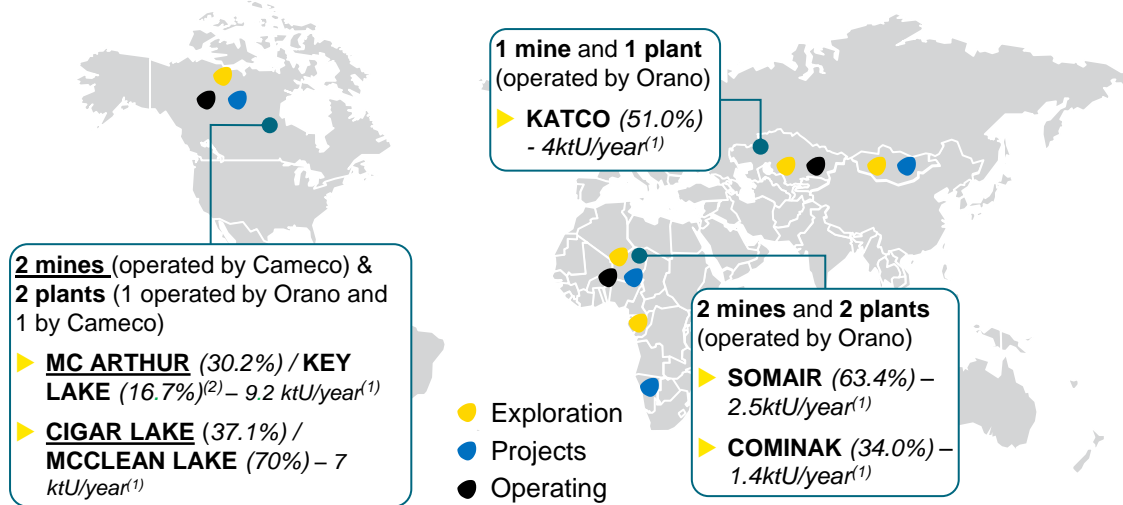 1 mine and 1 plant
(operated by Orano)
KATCO (51.0%)
- 4ktU/year(1)
2 mines (operated by Cameco) &
2 plants (1 operated by Orano and
1 by Cameco)
MC ARTHUR (30.2%) / KEY
LAKE (16.7%)(2) – 9.2 ktU/year(1)
CIGAR LAKE (37.1%) /
MCCLEAN LAKE (70%) – 7
ktU/year(1)
2 mines and 2 plants
(operated by Orano)
SOMAIR (63.4%) –
2.5ktU/year(1)
COMINAK (34.0%) –
1.4ktU/year(1)
Exploration
Projects
Operating